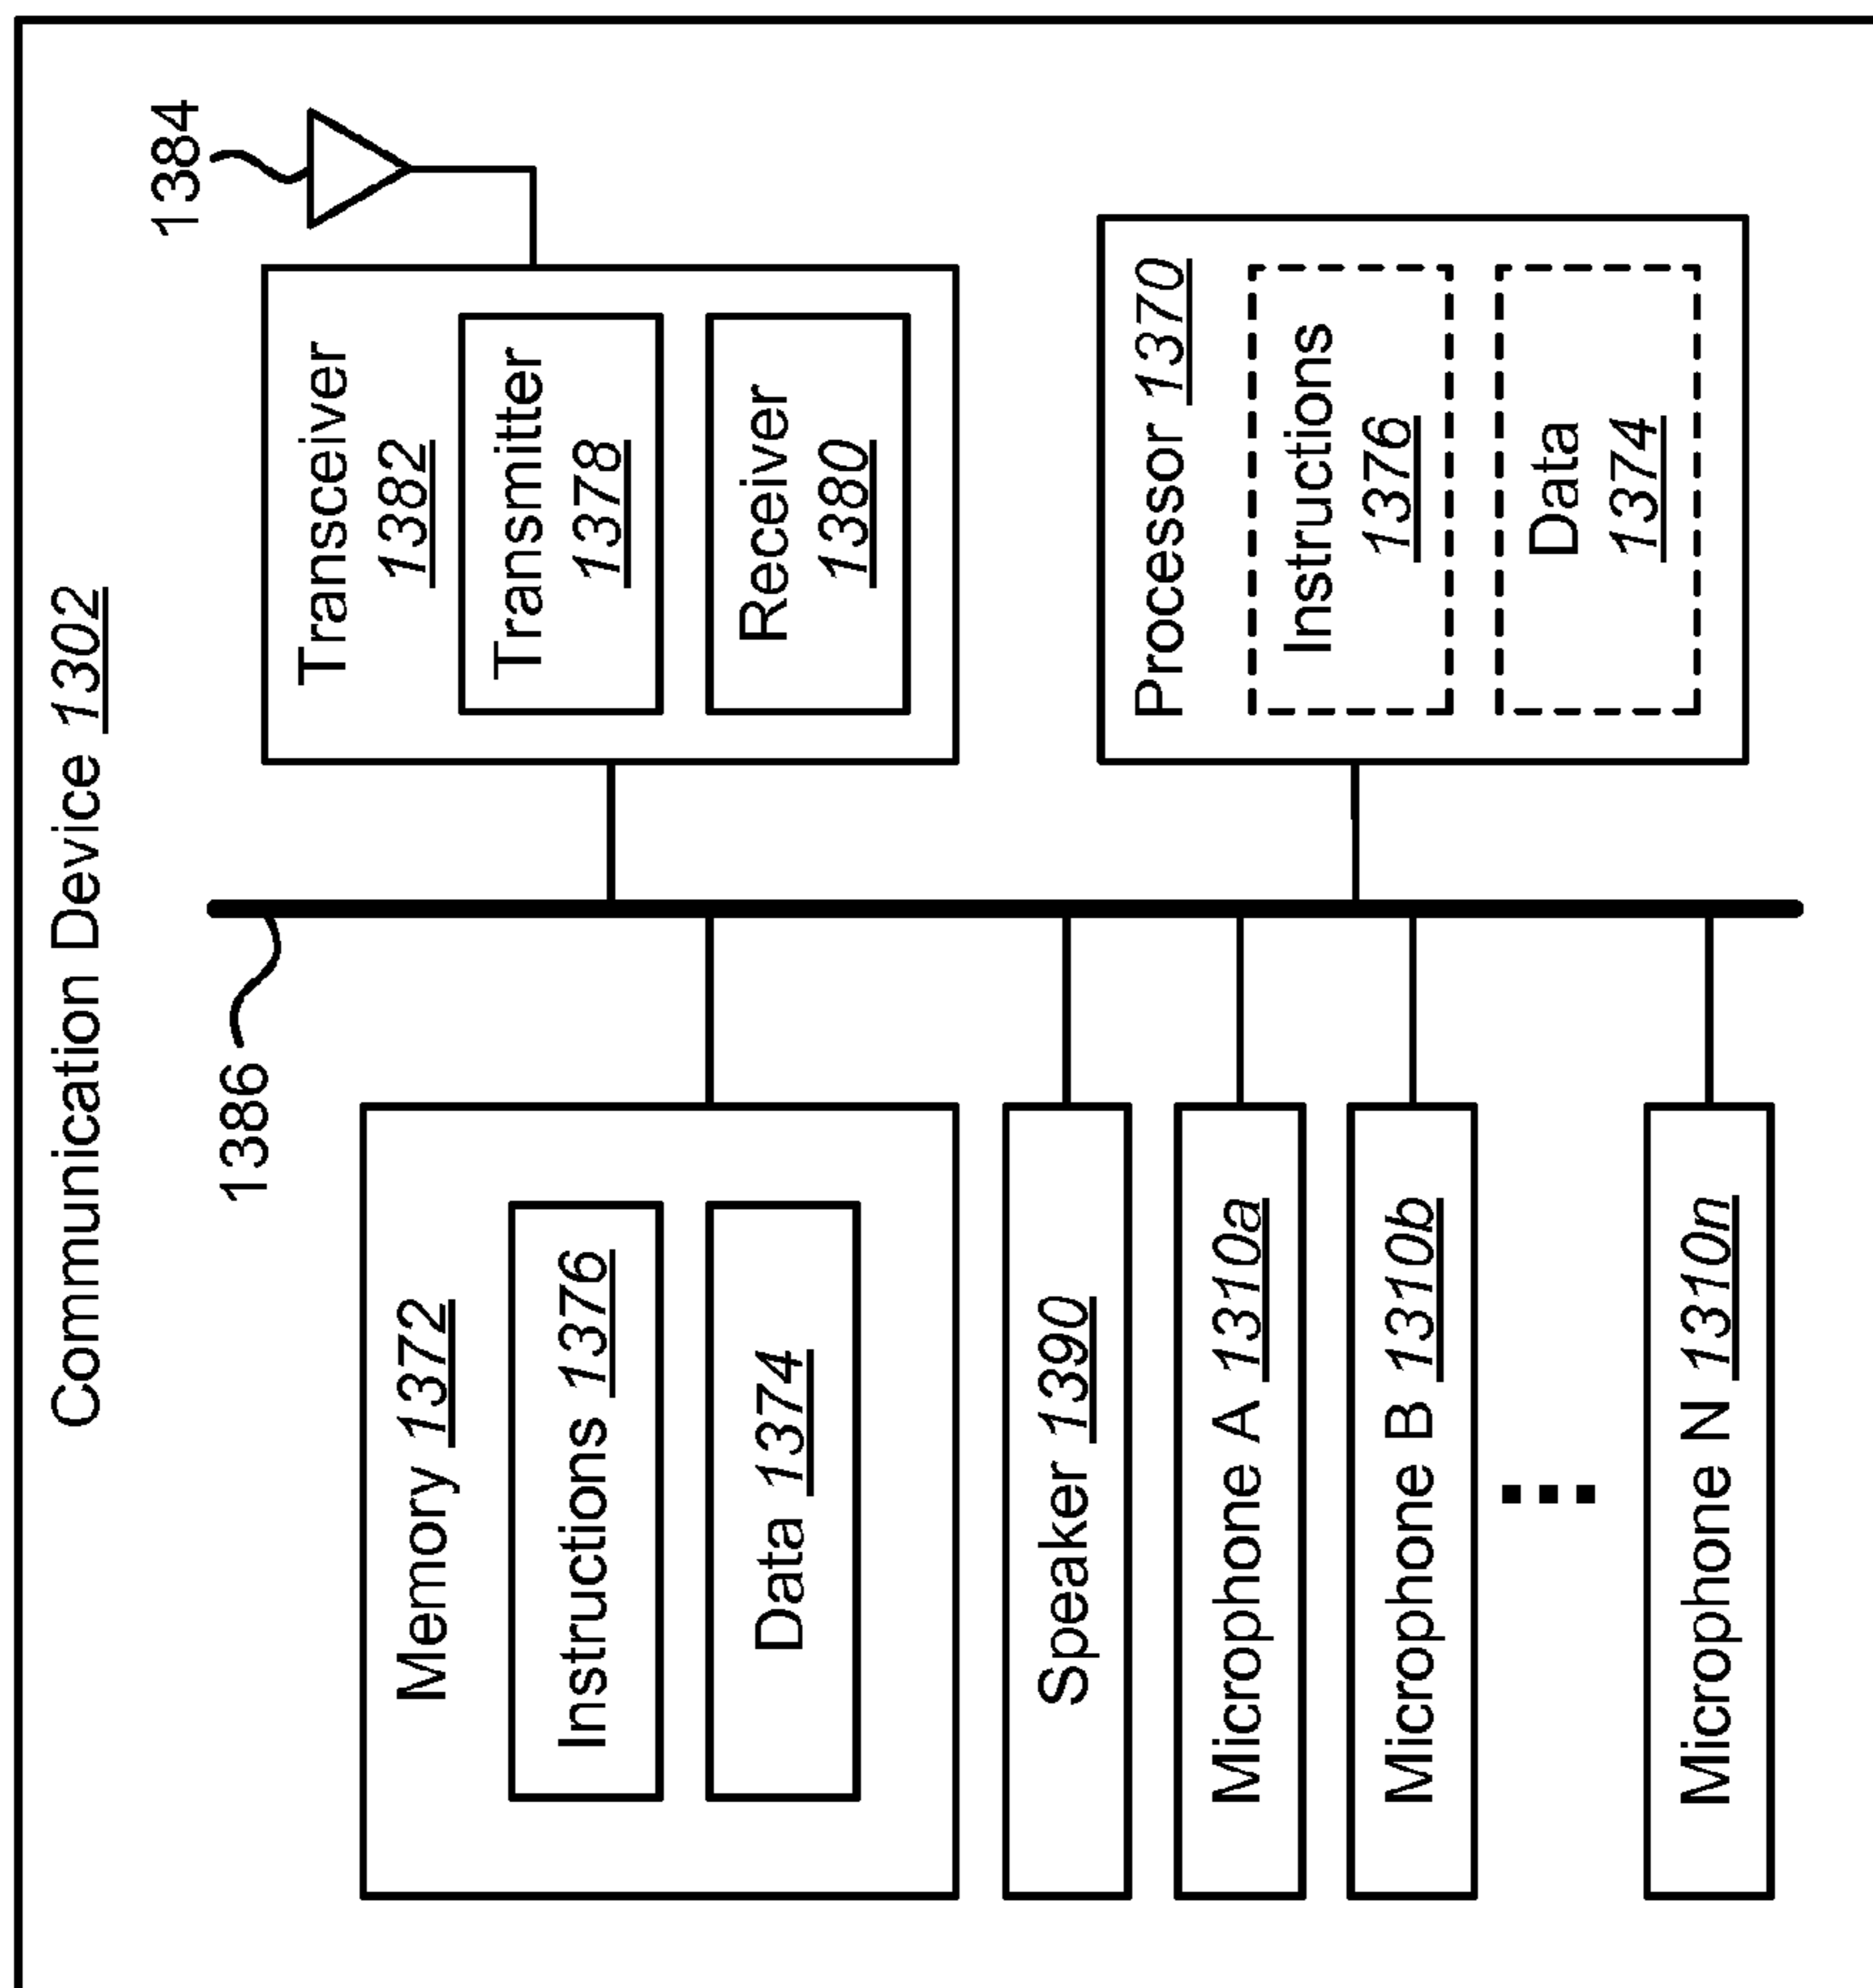 Communication Device 1302
1386
1384
Memory 1372
Instructions 1376
Data 1374
Speaker 1390
Microphone A 1310a
Microphone B 1310b
Microphone N 1310n
Transceiver
1382
Transmitter
1378
Receiver
1380
Processor 1370
Instructions
1376
Data
1374